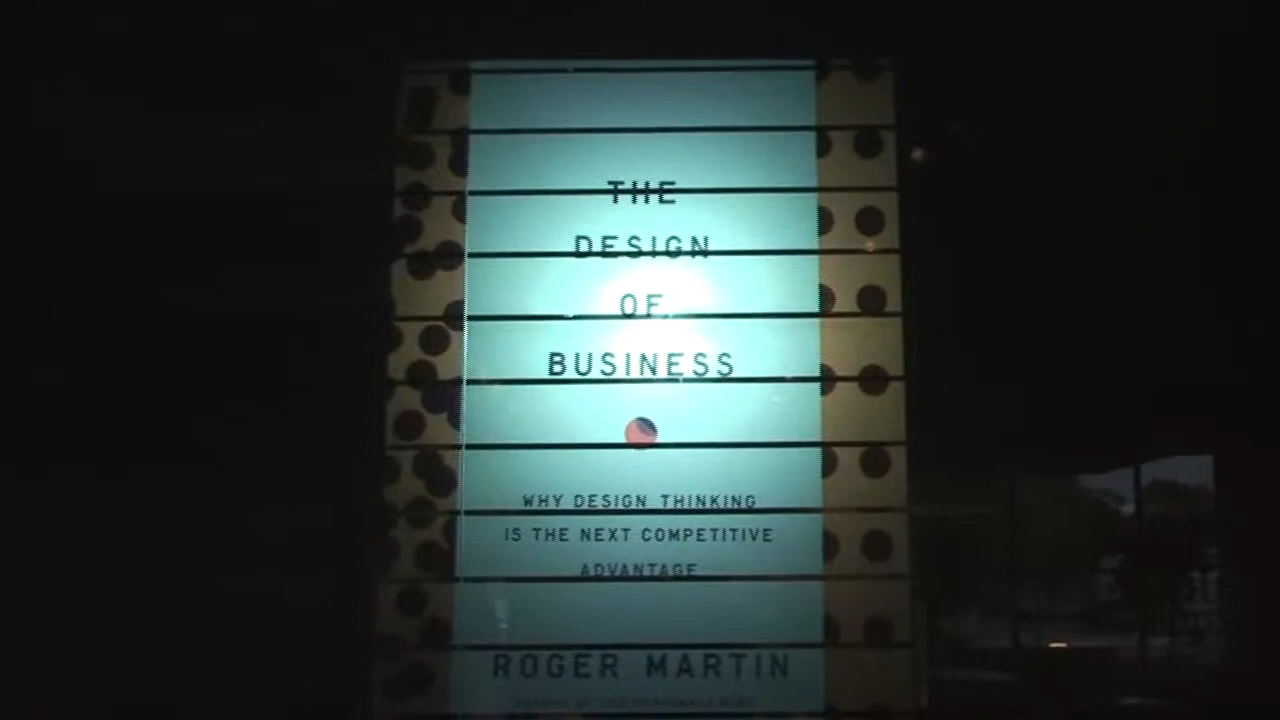 THE
DESIGN
OF
BUSINESS
WHY DESIGN THINKING
IS THE NEXT COMPETITIVE
ADVANTAGE
ROGER MARTIN